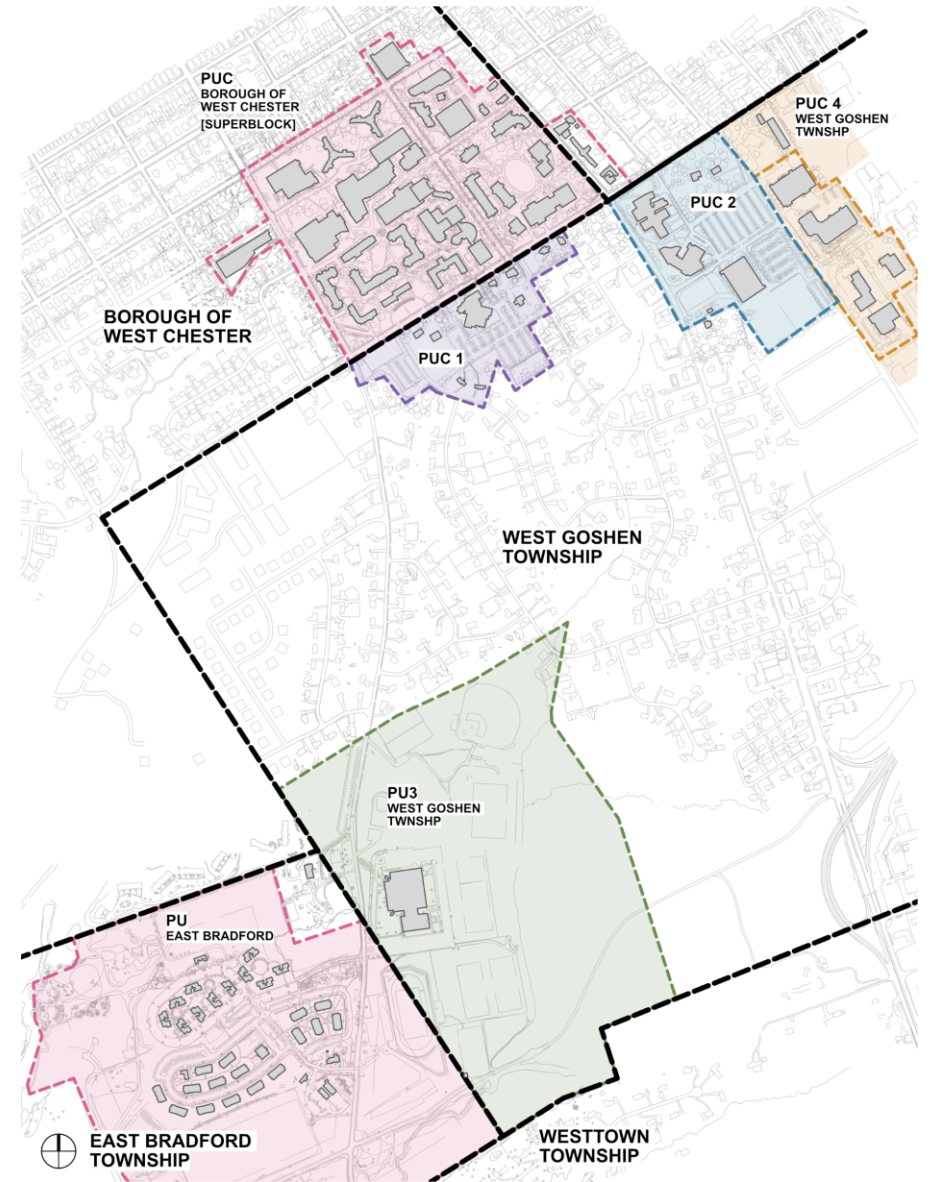 PUC
BOROUGH OF
WEST CHESTER
[SUPERBLOCK]
PUC 4
WEST GOSHEN
TWNSHP
PUC 2
BOROUGH OF
WEST CHESTER
PUC 1
WEST GOSHEN
TOWNSHIP
PU3
WEST GOSHEN
TWNSHP
PU
EAST BRADFORD
EAST BRADFORD
TOWNSHIP
WESTTOWN
TOWNSHIP